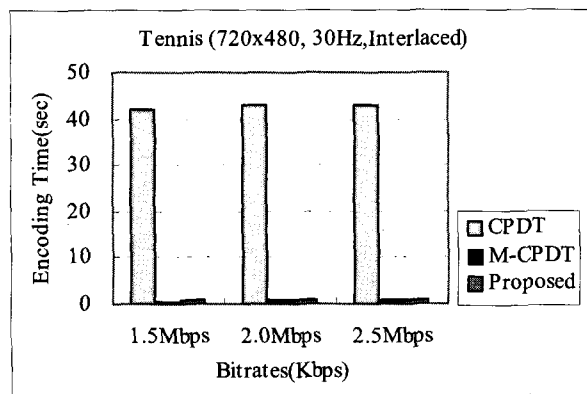 Tennis (720x480, 30Hz,Interlaced)
50
40
30
20
10
0
Encoding Time(sec)
1.5Mbps 2.0Mbps 2.5Mbps
Bitrates(Kbps)
CPDT
M-CPDT
Proposed